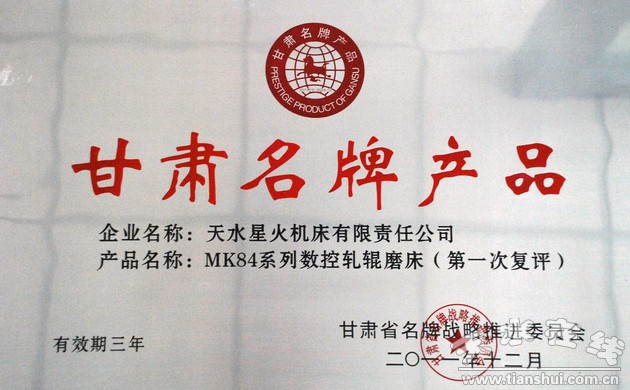 甘肃名牌产品
PRESTIGE PRODUCT OF GANSU
甘肃名牌产品
企业名称：天水星火机床有限责任公司
产品名称：MK84系列数控轧辊磨床（第一次复评）
有效期三年
甘肃省名牌战略推进委员会
二〇一一年十二月
www.tianshui.com.cn